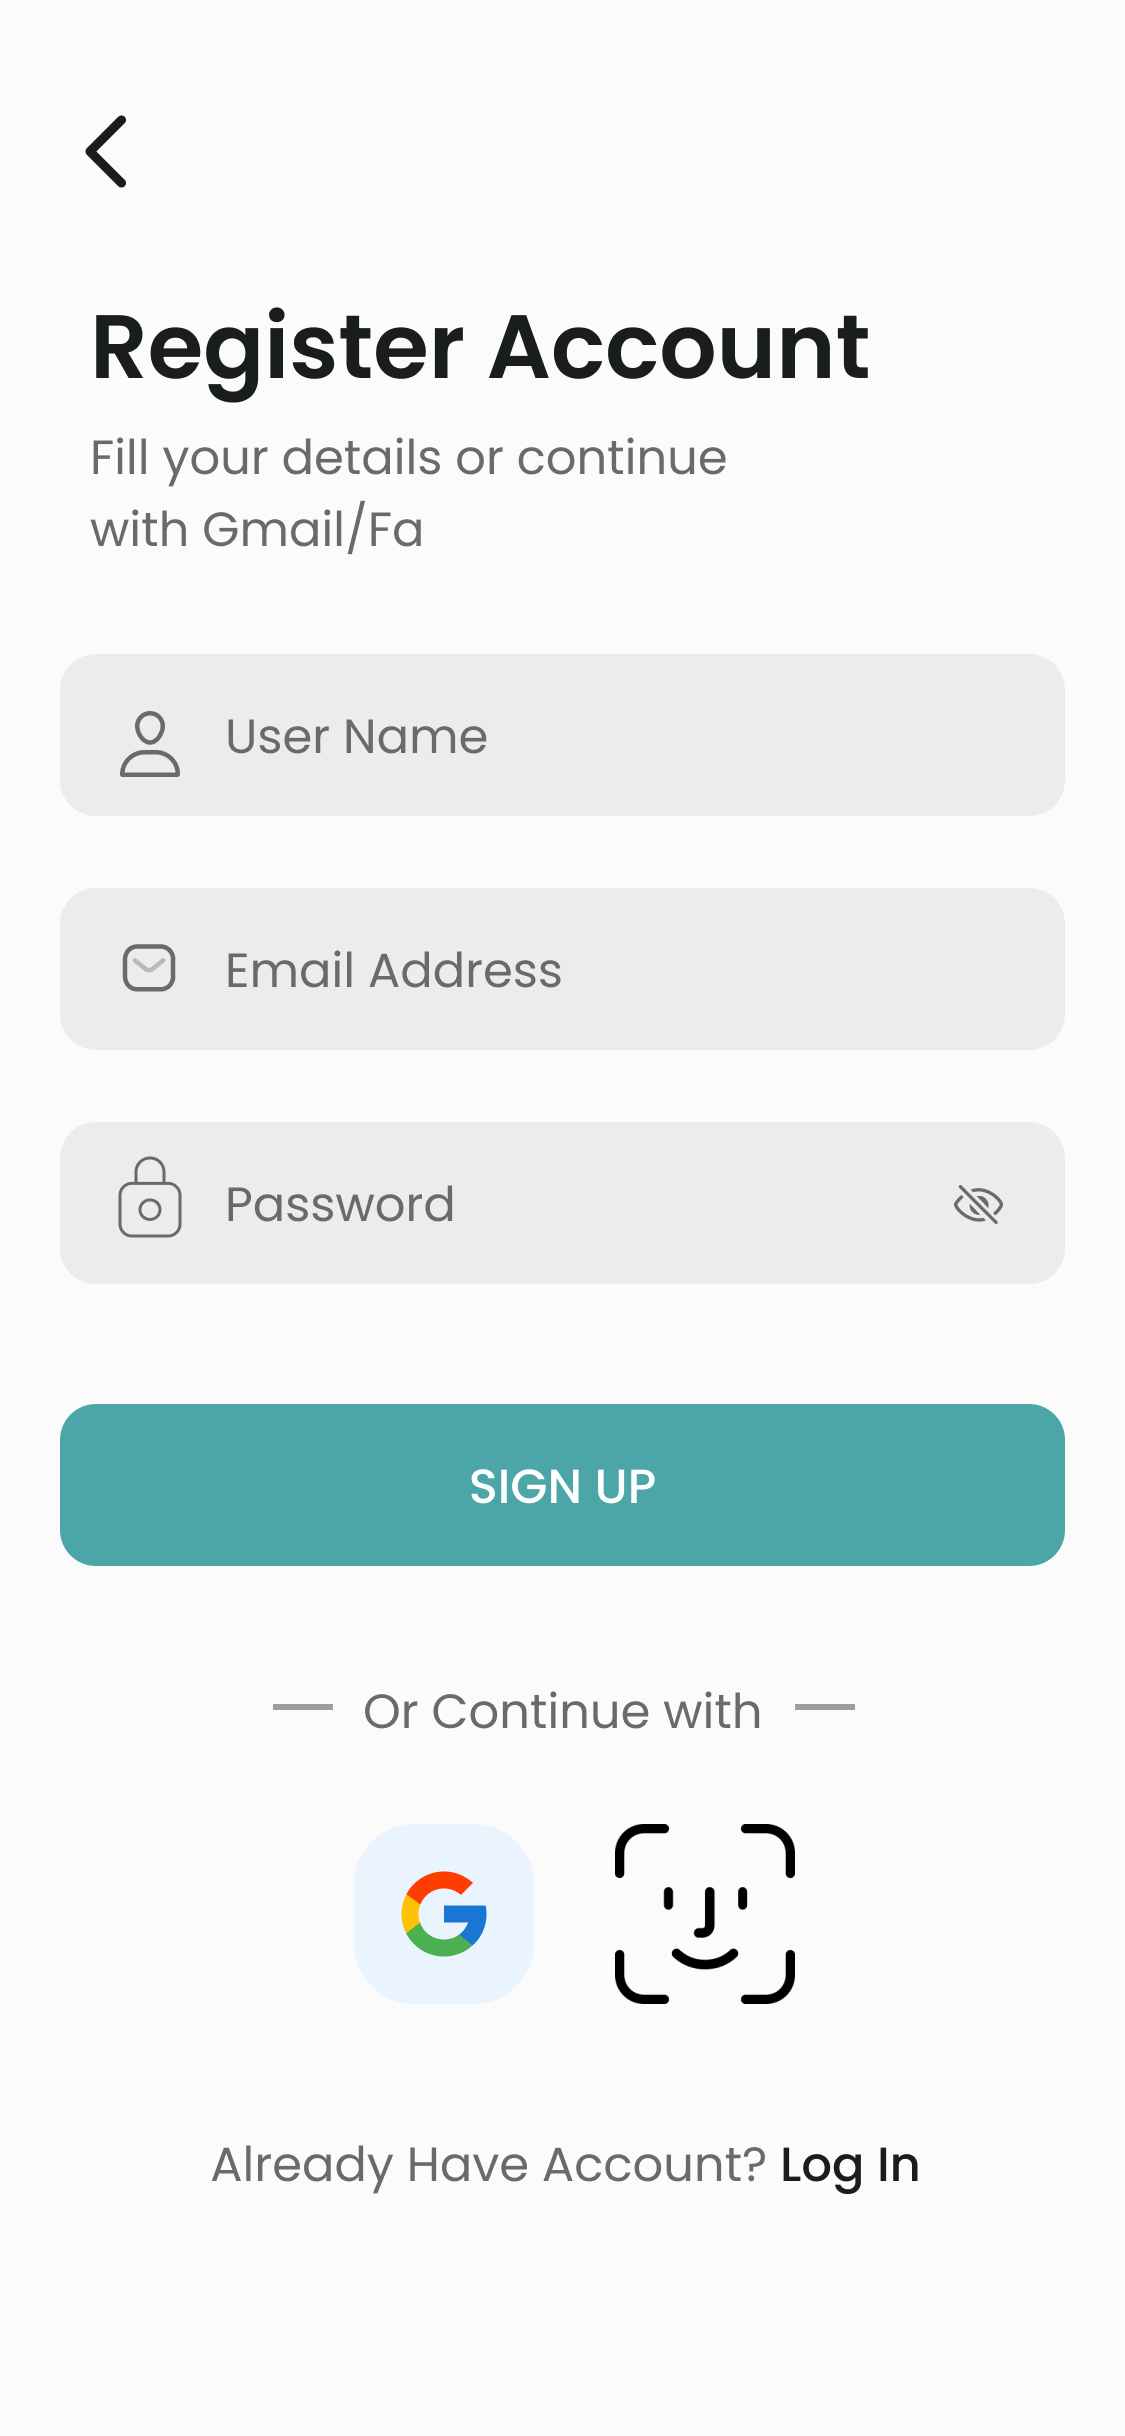 Register Account
Fill your details or continue
with Gmail/Fa
User Name
Email Address
Password
SIGN UP
Or Continue with
Already Have Account? Log In